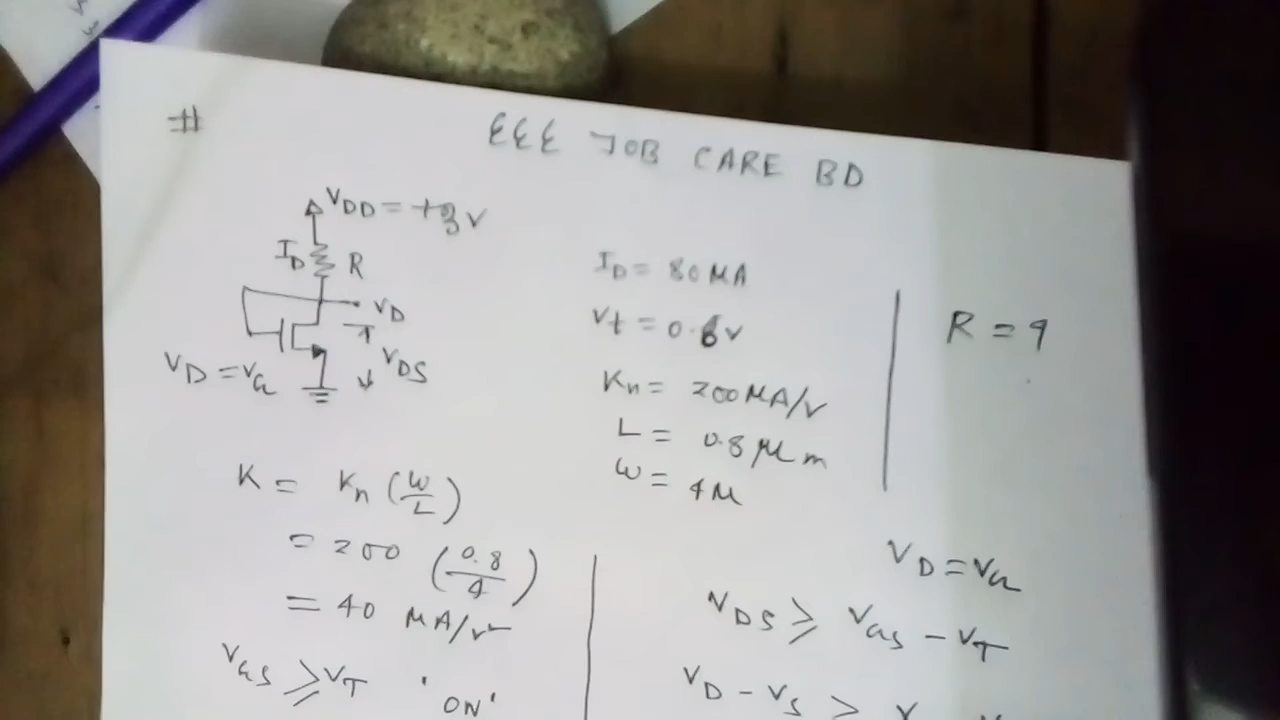 #
EEE JOB CARE BD
VDD = +3V
ID R
VD
VDS
VD = VG
ID = 80 MA
Vt = 0.6V
Kn = 200 MA/V
L = 0.8 Mm
W = 4M
R = ?
K = Kn (W/L)
= 200 (0.8/4)
= 40 MA/V²
VGS ≥ VT 'ON'
VD = VG
VDS ≥ VGS - VT
VD - VS ≥